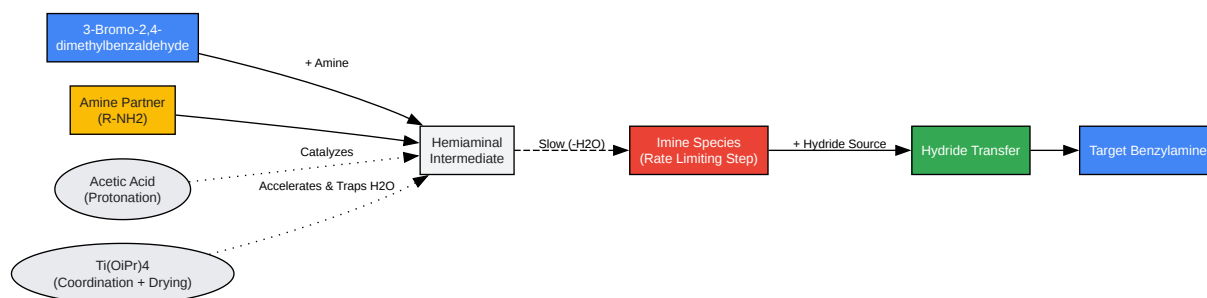 3-Bromo-2,4-
dimethylbenzaldehyde
+ Amine
Amine Partner
(R-NH2)
Catalyzes
Acetic Acid
(Protonation)
Accelerates & Traps H2O
Ti(OiPr)4
(Coordination + Drying)
Hemiaminal
Intermediate
Slow (-H2O)
Imine Species
(Rate Limiting Step)
+ Hydride Source
Hydride Transfer
Target Benzylamine